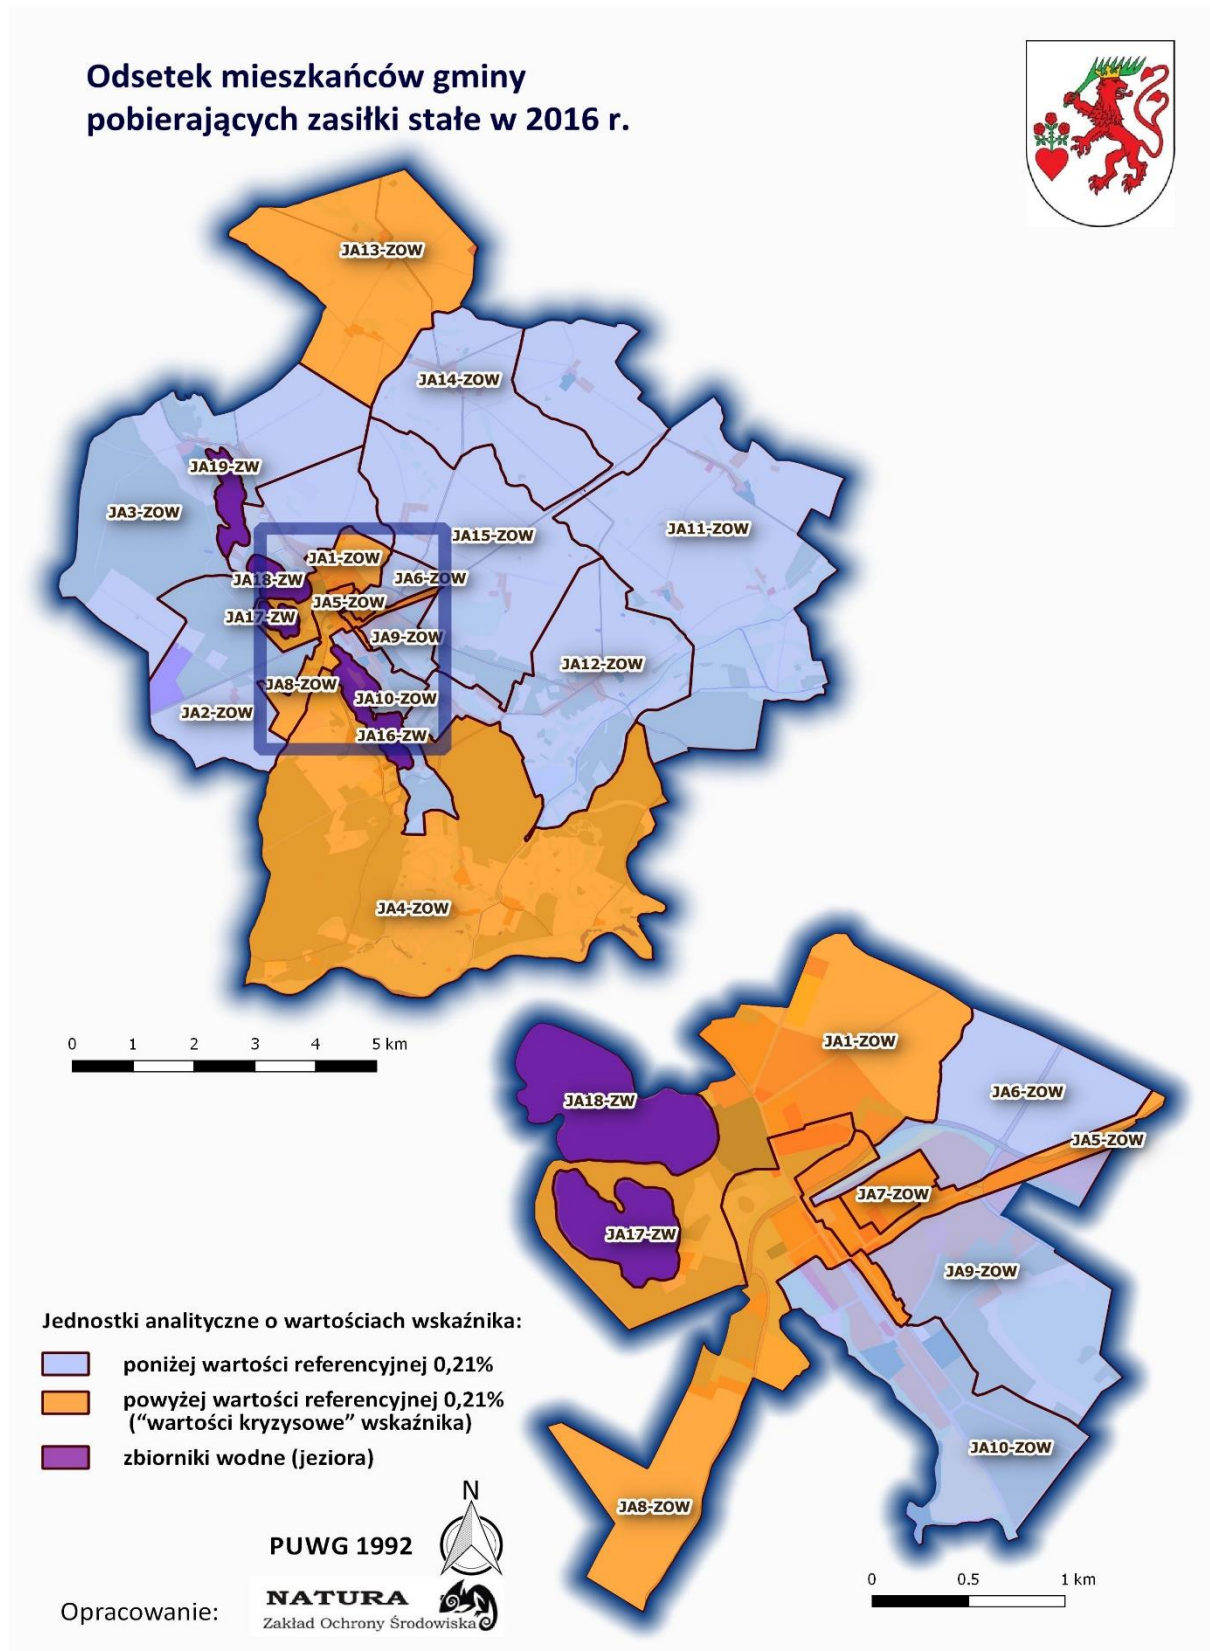 Odsetek mieszkańców gminy
pobierających zasiłki stałe w 2016 r.
JA13-ZOW
JA14-ZOW
JA19-ZW
JA3-ZOW
JA11-ZOW
JA15-ZOW
JA1-ZOW
JA18-ZW
JA6-ZOW
JA5-ZOW
JA17-ZW
JA9-ZOW
JA12-ZOW
JA8-ZOW
JA10-ZOW
JA2-ZOW
JA16-ZW
JA4-ZOW
0 1 2 3 4 5 km
JA1-ZOW
JA18-ZW
JA6-ZOW
JA5-ZOW
JA7-ZOW
JA17-ZW
JA9-ZOW
JA10-ZOW
JA8-ZOW
Jednostki analityczne o wartościach wskaźnika:
poniżej wartości referencyjnej 0,21%
powyżej wartości referencyjnej 0,21%
(“wartości kryzysowe” wskaźnika)
zbiorniki wodne (jeziora)
N
PUWG 1992
0 0.5 1 km
Opracowanie:
NATURA
Zakład Ochrony Środowiska